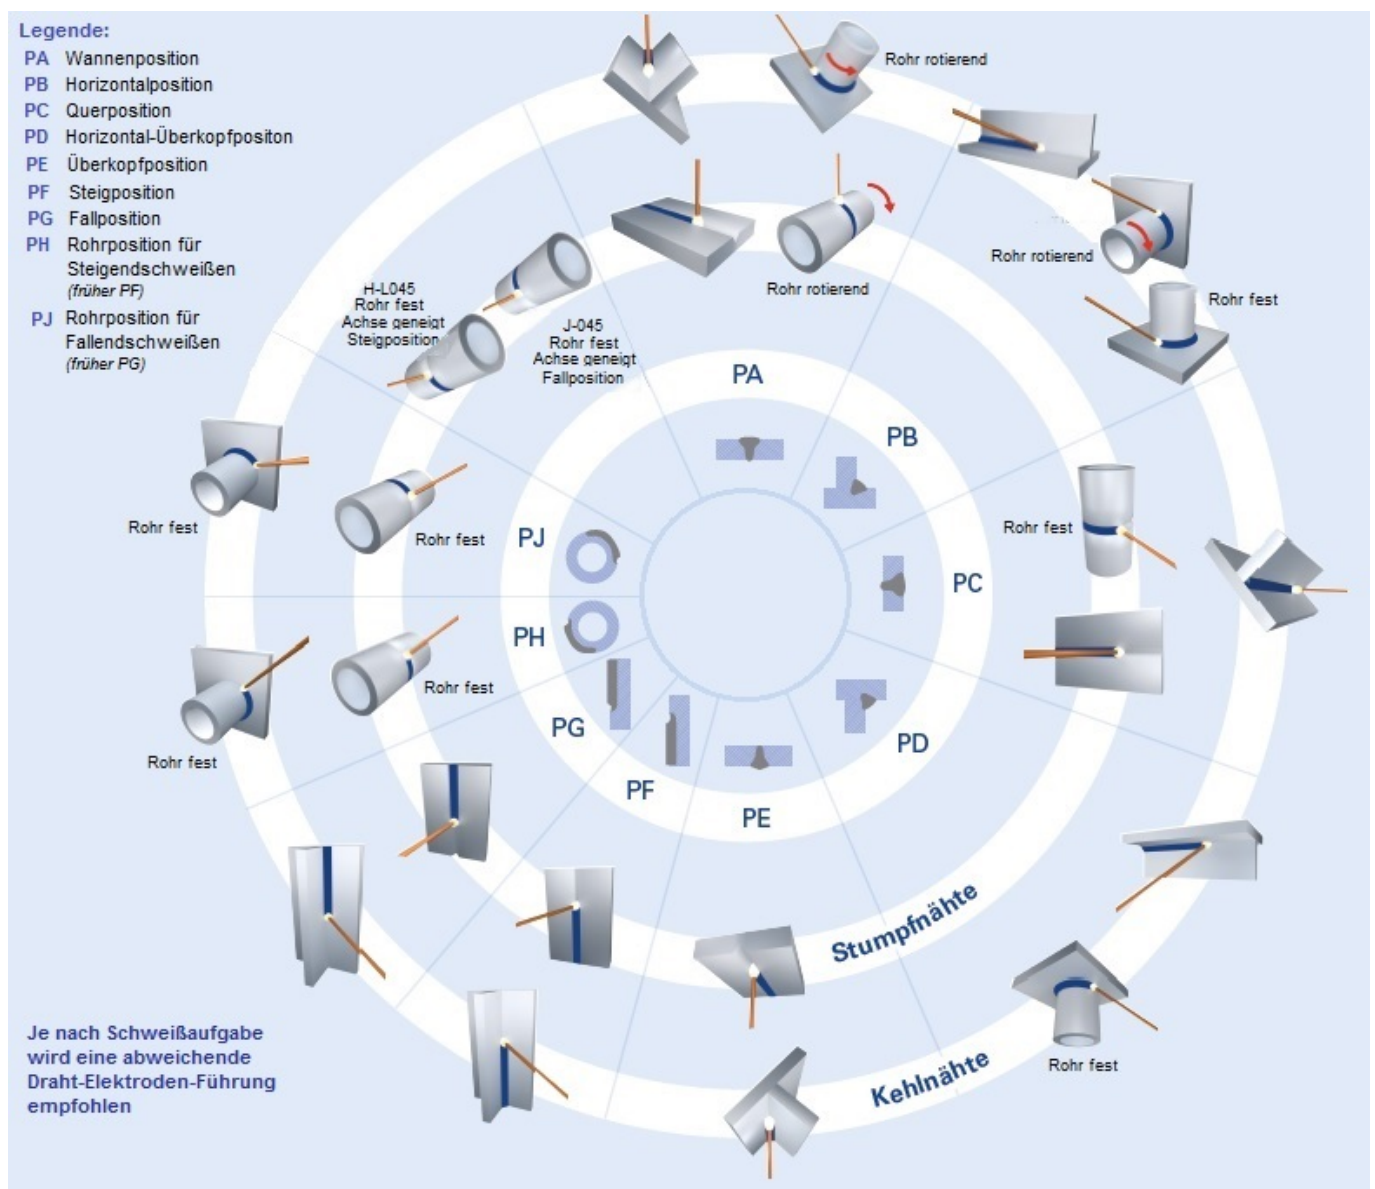 Legende:
PA Wannenposition
PB Horizontalposition
PC Querposition
PD Horizontal-Überkopfpositon
PE Überkopfposition
PF Steigposition
PG Fallposition
PH Rohrposition für
Steigendschweißen
(früher PF)
PJ Rohrposition für
Fallendschweißen
(früher PG)
Rohr rotierend
Rohr rotierend
Rohr fest
Rohr rotierend
H-L045
Rohr fest
Achse geneigt
Steigposition
J-045
Rohr fest
Achse geneigt
Fallposition
PA
PB
PC
PD
PE
PF
PG
PH
PJ
Rohr fest
Rohr fest
Rohr fest
Rohr fest
Rohr fest
Stumpfnähte
Kehlnähte
Rohr fest
Je nach Schweißaufgabe
wird eine abweichende
Draht-Elektroden-Führung
empfohlen